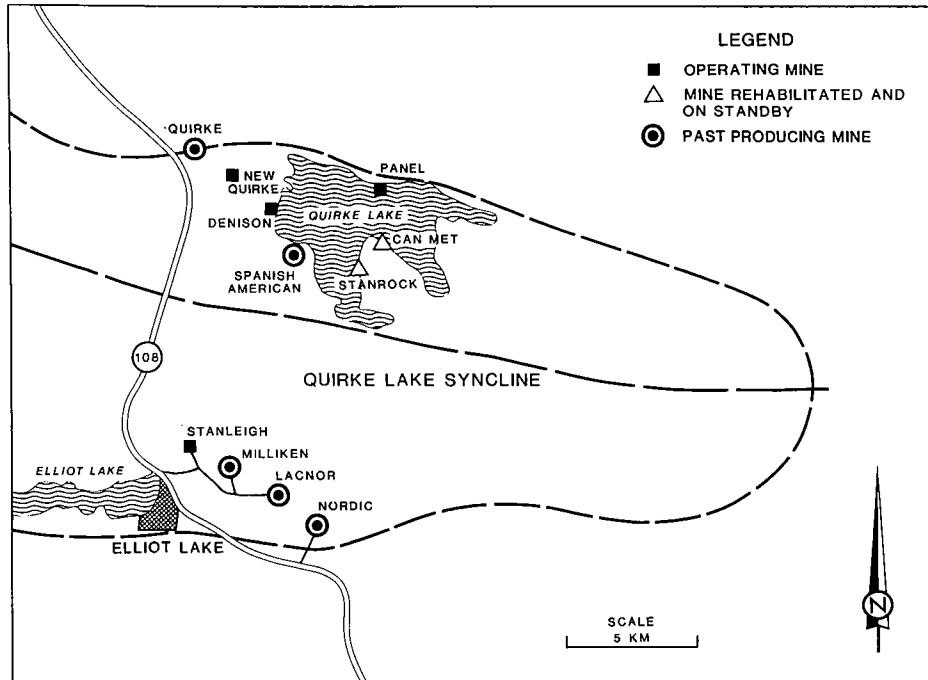 LEGEND
OPERATING MINE
MINE REHABILITATED AND
ON STANDBY
PAST PRODUCING MINE
QUIRKE
NEW
QUIRKE
PANEL
DENISON
QUIRKE LAKE
CAN MET
SPANISH
AMERICAN
STANROCK
108
QUIRKE LAKE SYNCLINE
STANLEIGH
MILLIKEN
ELLIOT LAKE
LACNOR
NORDIC
ELLIOT LAKE
SCALE
5 KM
N